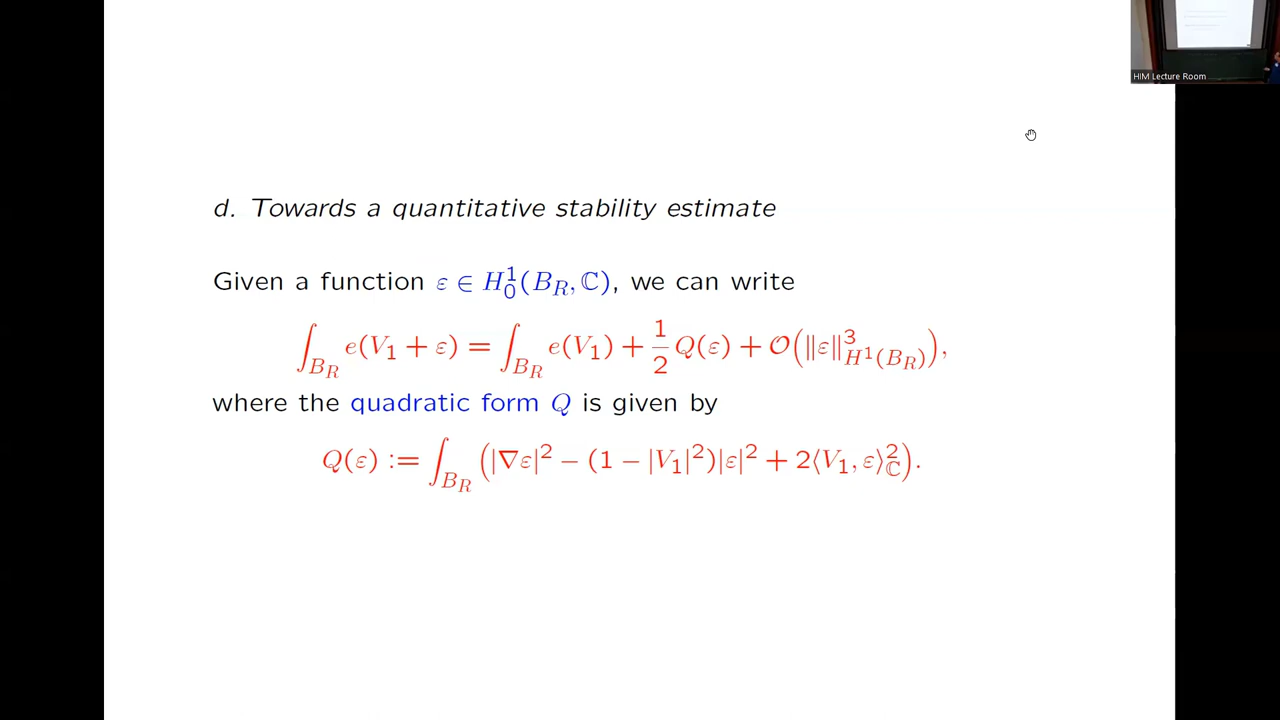 HIM Lecture Room
d. Towards a quantitative stability estimate
Given a function ε ∈ H₀¹(B_R, ℂ), we can write
∫_{B_R} e(V₁ + ε) = ∫_{B_R} e(V₁) + 1/2 Q(ε) + 𝒪(‖ε‖³_{H¹(B_R)}),
where the quadratic form Q is given by
Q(ε) := ∫_{B_R} (|∇ε|² − (1 − |V₁|²)|ε|² + 2⟨V₁, ε⟩²_ℂ).